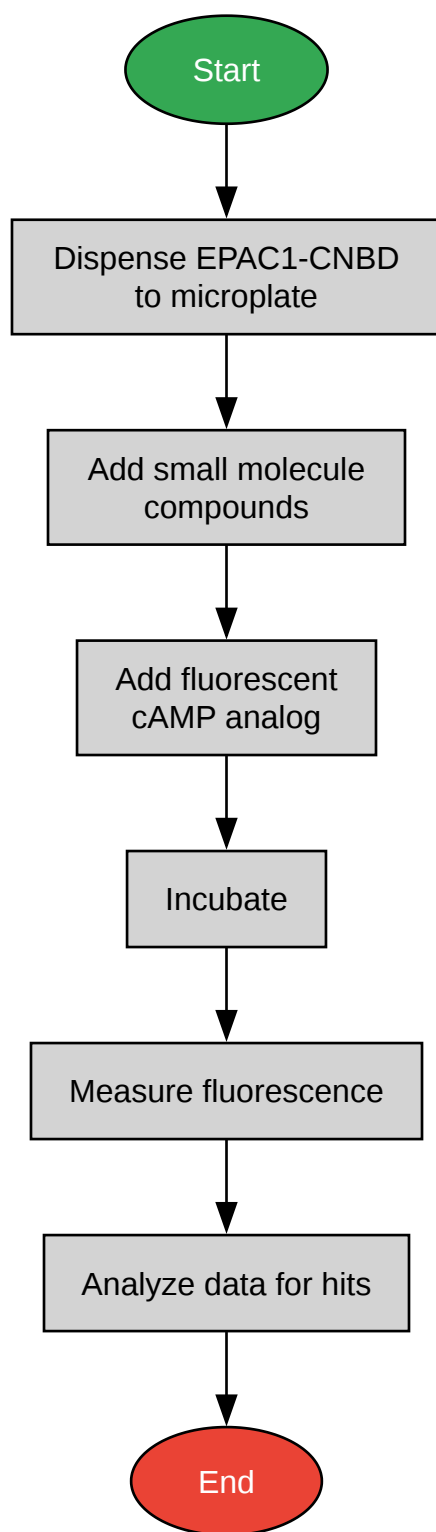 Start
Dispense EPAC1-CNBD
to microplate
Add small molecule
compounds
Add fluorescent
cAMP analog
Incubate
Measure fluorescence
Analyze data for hits
End